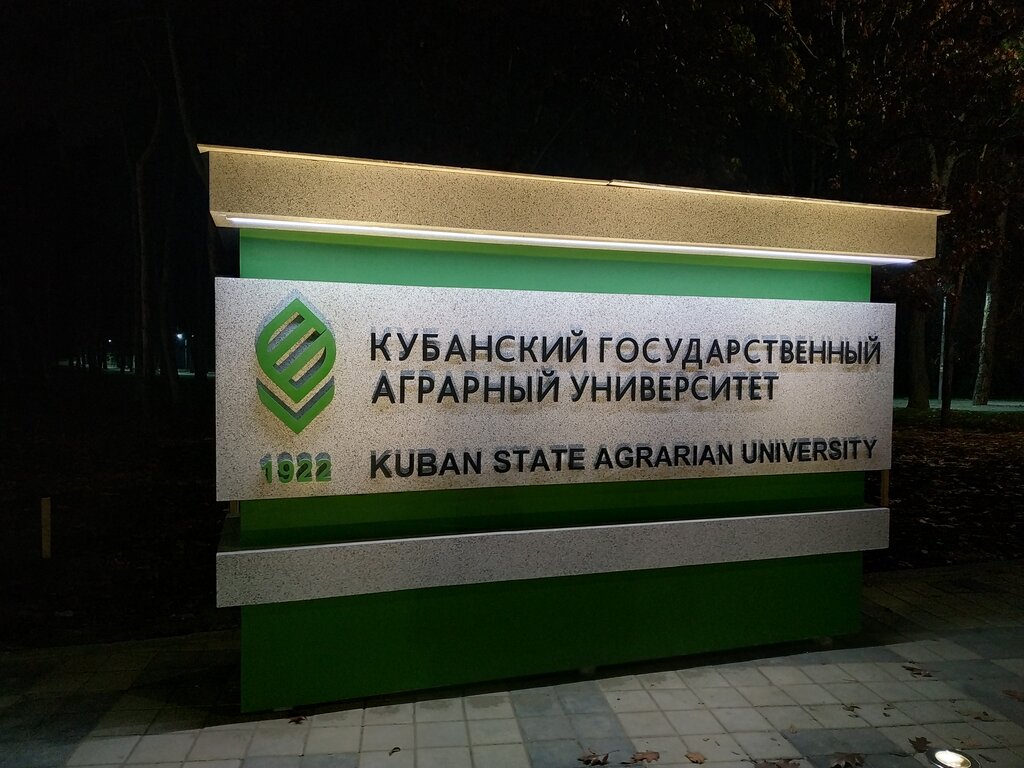 КУБАНСКИЙ ГОСУДАРСТВЕННЫЙ
АГРАРНЫЙ УНИВЕРСИТЕТ
1922
KUBAN STATE AGRARIAN UNIVERSITY